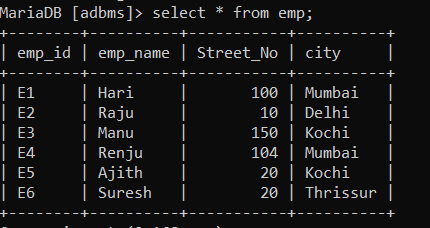 MariaDB [adbms]> select * from emp;
+--------+----------+-----------+----------+
| emp_id | emp_name | Street_No | city     |
+--------+----------+-----------+----------+
| E1     | Hari     |       100 | Mumbai   |
| E2     | Raju     |        10 | Delhi    |
| E3     | Manu     |       150 | Kochi    |
| E4     | Renju    |       104 | Mumbai   |
| E5     | Ajith    |        20 | Kochi    |
| E6     | Suresh   |        20 | Thrissur |
+--------+----------+-----------+----------+